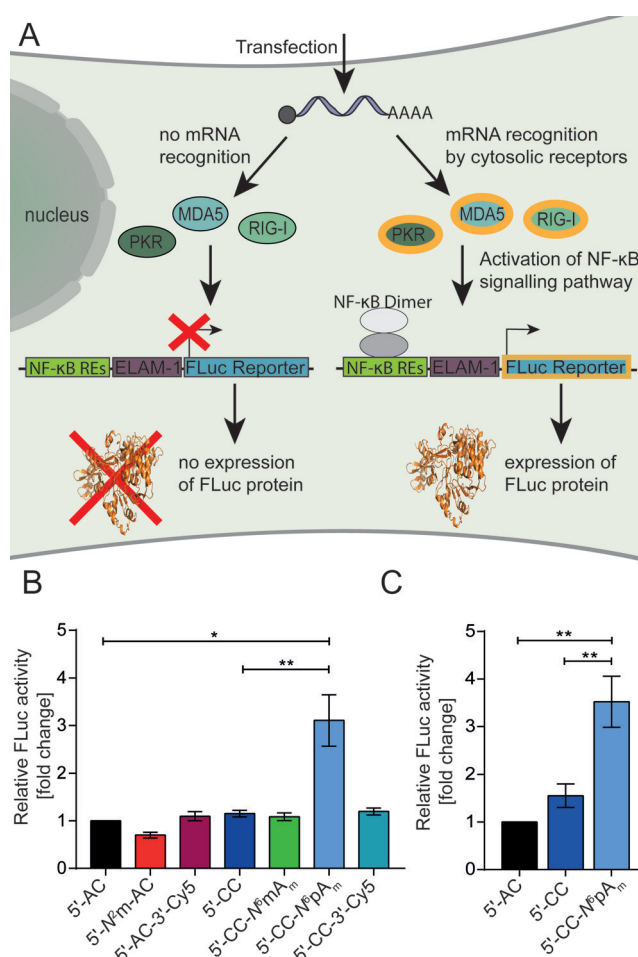 A
Transfection
AAAA
no mRNA
recognition
mRNA recognition
by cytosolic receptors
nucleus
MDA5
PKR
RIG-I
MDA5
PKR
RIG-I
Activation of NF-κB
signalling pathway
NF-κB Dimer
NF-κB REs
ELAM-1
FLuc Reporter
NF-κB REs
ELAM-1
FLuc Reporter
no expression
of FLuc protein
expression of
FLuc protein
B
Relative FLuc activity
[fold change]
5
4
3
2
1
0
*
**
5'-AC
5'-N²m-AC
5'-AC-3'-Cy5
5'-CC
5'-CC-N⁶mAₘ
5'-CC-N⁶pAₘ
5'-CC-3'-Cy5
C
Relative FLuc activity
[fold change]
5
4
3
2
1
0
**
**
5'-AC
5'-CC
5'-CC-N⁶pAₘ